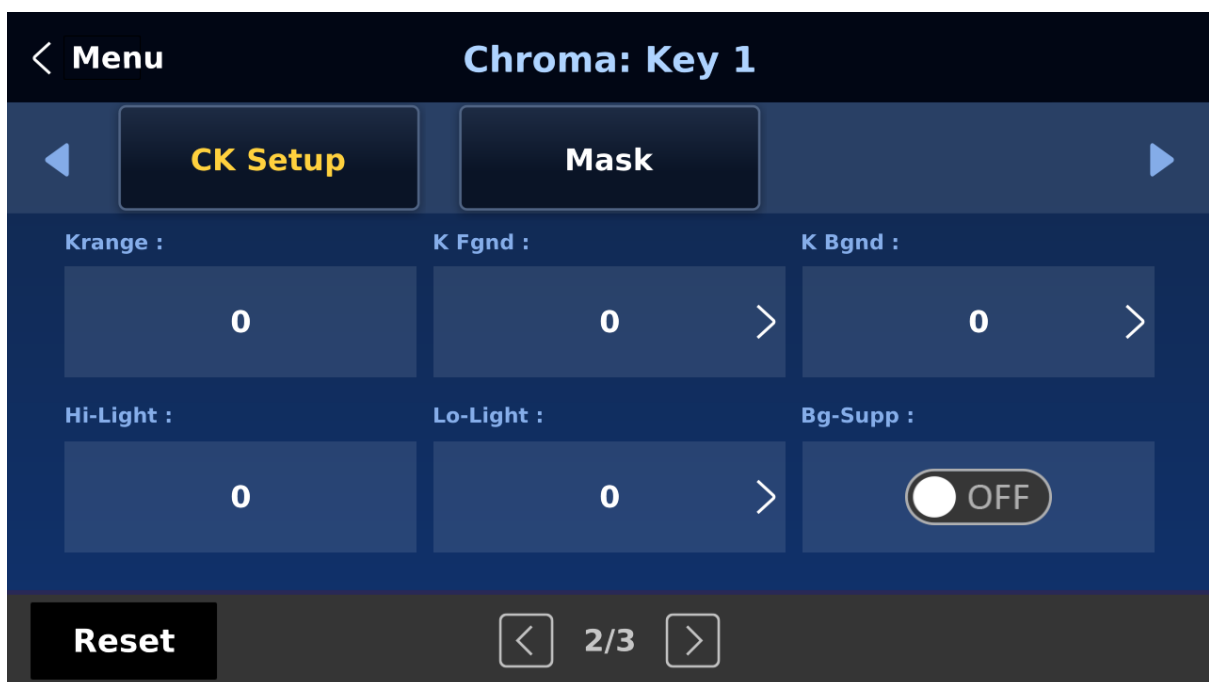 Menu
Chroma: Key 1
CK Setup
Mask
Krange :
K Fgnd :
K Bgnd :
0
0
0
Hi-Light :
Lo-Light :
Bg-Supp :
0
0
OFF
Reset
2/3